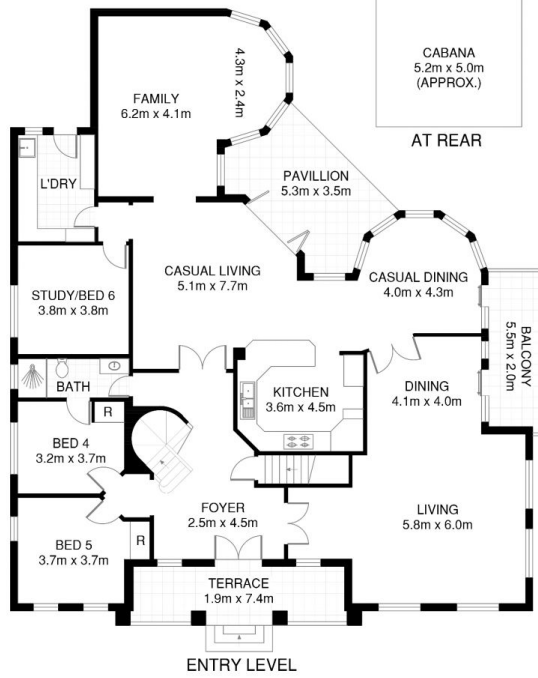 CABANA
5.2m x 5.0m
(APPROX.)
AT REAR
4.3m x 2.4m
FAMILY
6.2m x 4.1m
PAVILLION
5.3m x 3.5m
L'DRY
CASUAL LIVING
5.1m x 7.7m
CASUAL DINING
4.0m x 4.3m
STUDY/BED 6
3.8m x 3.8m
BALCONY
5.5m x 2.0m
BATH
KITCHEN
3.6m x 4.5m
DINING
4.1m x 4.0m
R
BED 4
3.2m x 3.7m
FOYER
2.5m x 4.5m
LIVING
5.8m x 6.0m
BED 5
3.7m x 3.7m
R
TERRACE
1.9m x 7.4m
ENTRY LEVEL